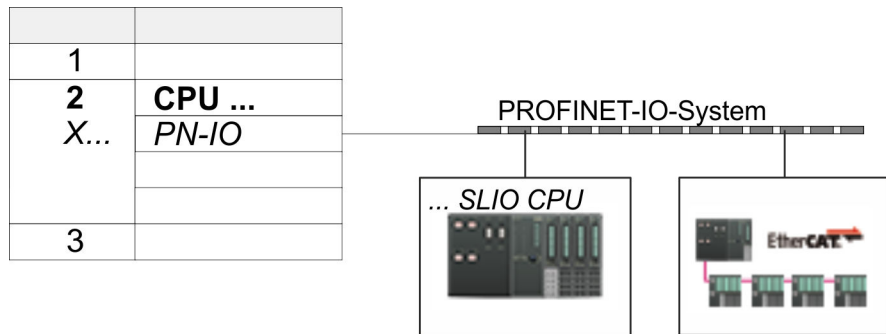 1
2 CPU ...
X... PN-IO
3
PROFINET-IO-System
... SLIO CPU
EtherCAT